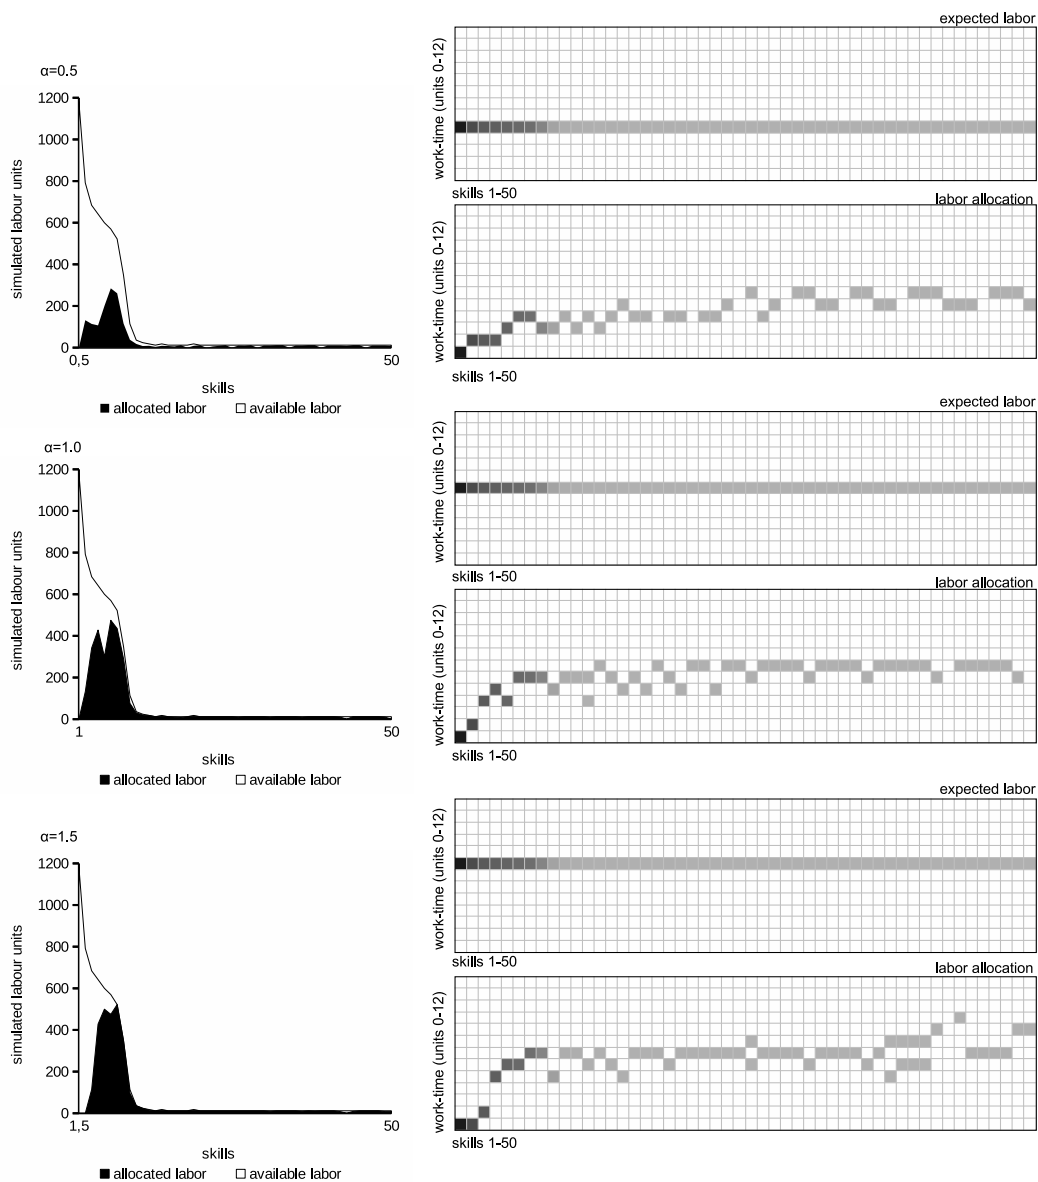 α=0.5
1200
1000
800
600
400
200
0
simulated labour units
0,5
50
skills
allocated labor
available labor
expected labor
work-time (units 0-12)
skills 1-50
labor allocation
work-time (units 0-12)
skills 1-50
α=1.0
1200
1000
800
600
400
200
0
simulated labour units
1
50
skills
allocated labor
available labor
expected labor
work-time (units 0-12)
skills 1-50
labor allocation
work-time (units 0-12)
skills 1-50
α=1.5
1200
1000
800
600
400
200
0
simulated labour units
1,5
50
skills
allocated labor
available labor
expected labor
work-time (units 0-12)
skills 1-50
labor allocation
work-time (units 0-12)
skills 1-50